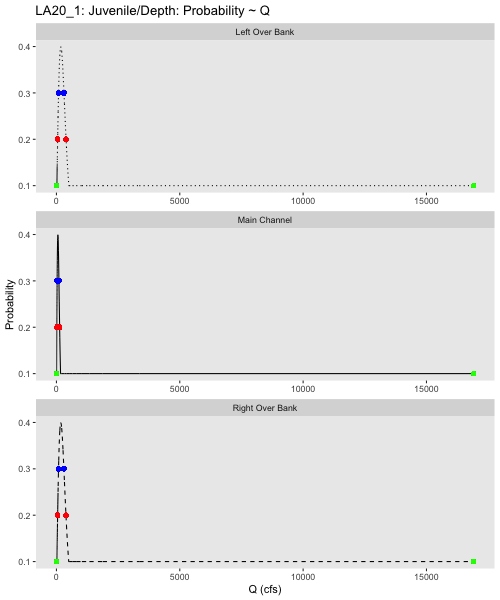 LA20_1: Juvenile/Depth: Probability ~ Q
Left Over Bank
0.4
0.3
0.2
0.1
0 5000 10000 15000
Main Channel
0.4
0.3
0.2
0.1
0 5000 10000 15000
Probability
Right Over Bank
0.4
0.3
0.2
0.1
0 5000 10000 15000
Q (cfs)